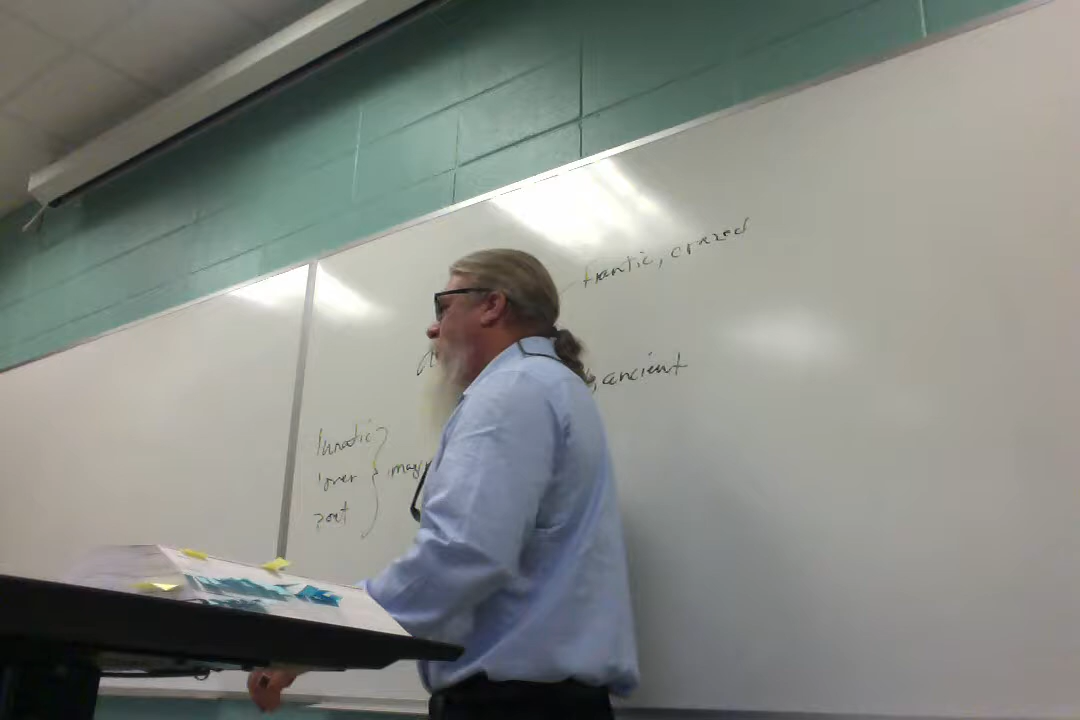 frantic, crazed
, ancient
lunatic
lover
poet